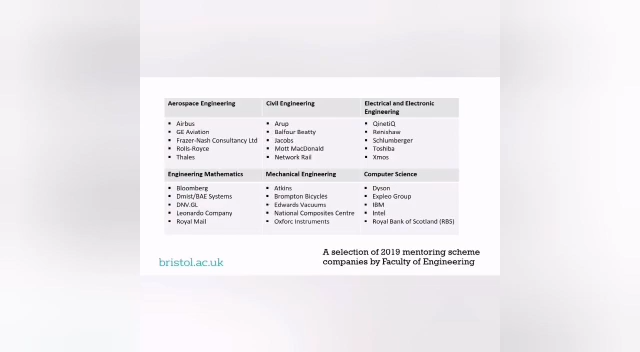 Aerospace Engineering
Civil Engineering
Electrical and Electronic
Engineering
▪ Airbus
▪ GE Aviation
▪ Frazer-Nash Consultancy Ltd
▪ Rolls-Royce
▪ Thales
▪ Arup
▪ Balfour Beatty
▪ Jacobs
▪ Mott MacDonald
▪ Network Rail
▪ QinetiQ
▪ Renishaw
▪ Schlumberger
▪ Toshiba
▪ Xmos
Engineering Mathematics
Mechanical Engineering
Computer Science
▪ Bloomberg
▪ Dmist/BAE Systems
▪ DNV.GL
▪ Leonardo Company
▪ Royal Mail
▪ Atkins
▪ Brompton Bicycles
▪ Edwards Vacuums
▪ National Composites Centre
▪ Oxford Instruments
▪ Dyson
▪ Expleo Group
▪ IBM
▪ Intel
▪ Royal Bank of Scotland (RBS)
bristol.ac.uk
A selection of 2019 mentoring scheme
companies by Faculty of Engineering